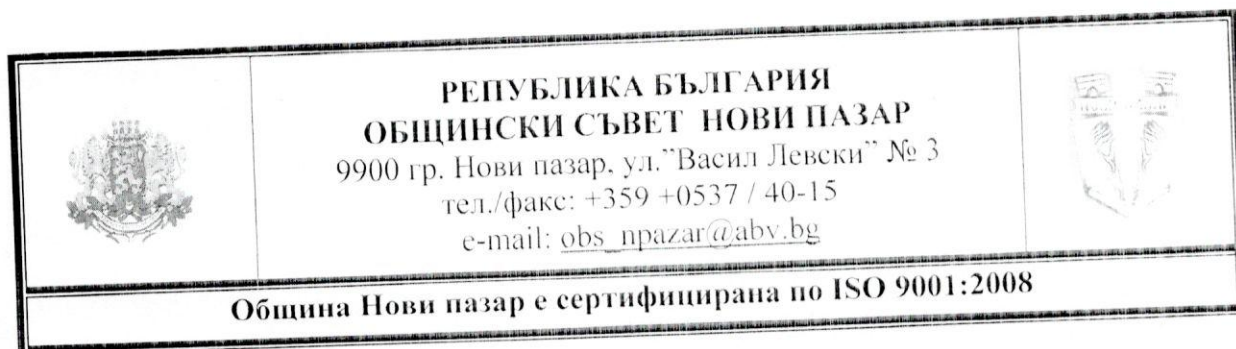 РЕПУБЛИКА БЪЛГАРИЯ
ОБЩИНСКИ СЪВЕТ НОВИ ПАЗАР
9900 гр. Нови пазар, ул."Васил Левски" № 3
тел./факс: +359 +0537 / 40-15
e-mail: obs_npazar@abv.bg
Община Нови пазар е сертифицирана по ISO 9001:2008